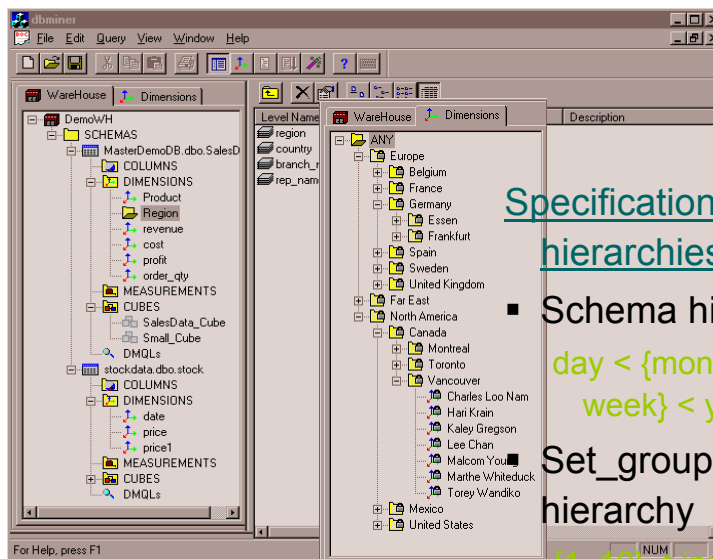 dbminer
File Edit Query View Window Help
WareHouse Dimensions
DemoWH
SCHEMAS
MasterDemoDB.dbo.SalesD
COLUMNS
DIMENSIONS
Product
Region
revenue
cost
profit
order_qty
MEASUREMENTS
CUBES
SalesData_Cube
Small_Cube
DMQLs
stockdata.dbo.stock
COLUMNS
DIMENSIONS
date
price
price1
MEASUREMENTS
CUBES
DMQLs
Level Name
Description
region
country
branch_
rep_nam
WareHouse Dimensions
ANY
Europe
Belgium
France
Germany
Essen
Frankfurt
Spain
Sweden
United Kingdom
Far East
North America
Canada
Montreal
Toronto
Vancouver
Charles Loo Nam
Hari Krain
Kaley Gregson
Lee Chan
Malcom Young
Marthe Whiteduck
Torey Wandiko
Mexico
United States
Specification
hierarchies
▪ Schema hi
day < {mon
week} < y
▪ Set_group
hierarchy
For Help, press F1
NUM